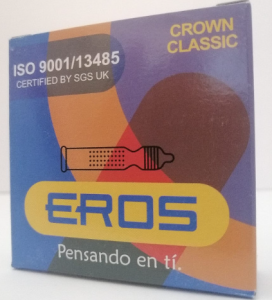 CROWN
CLASSIC
ISO 9001/13485
CERTIFIED BY SGS UK
EROS
Pensando en tí.